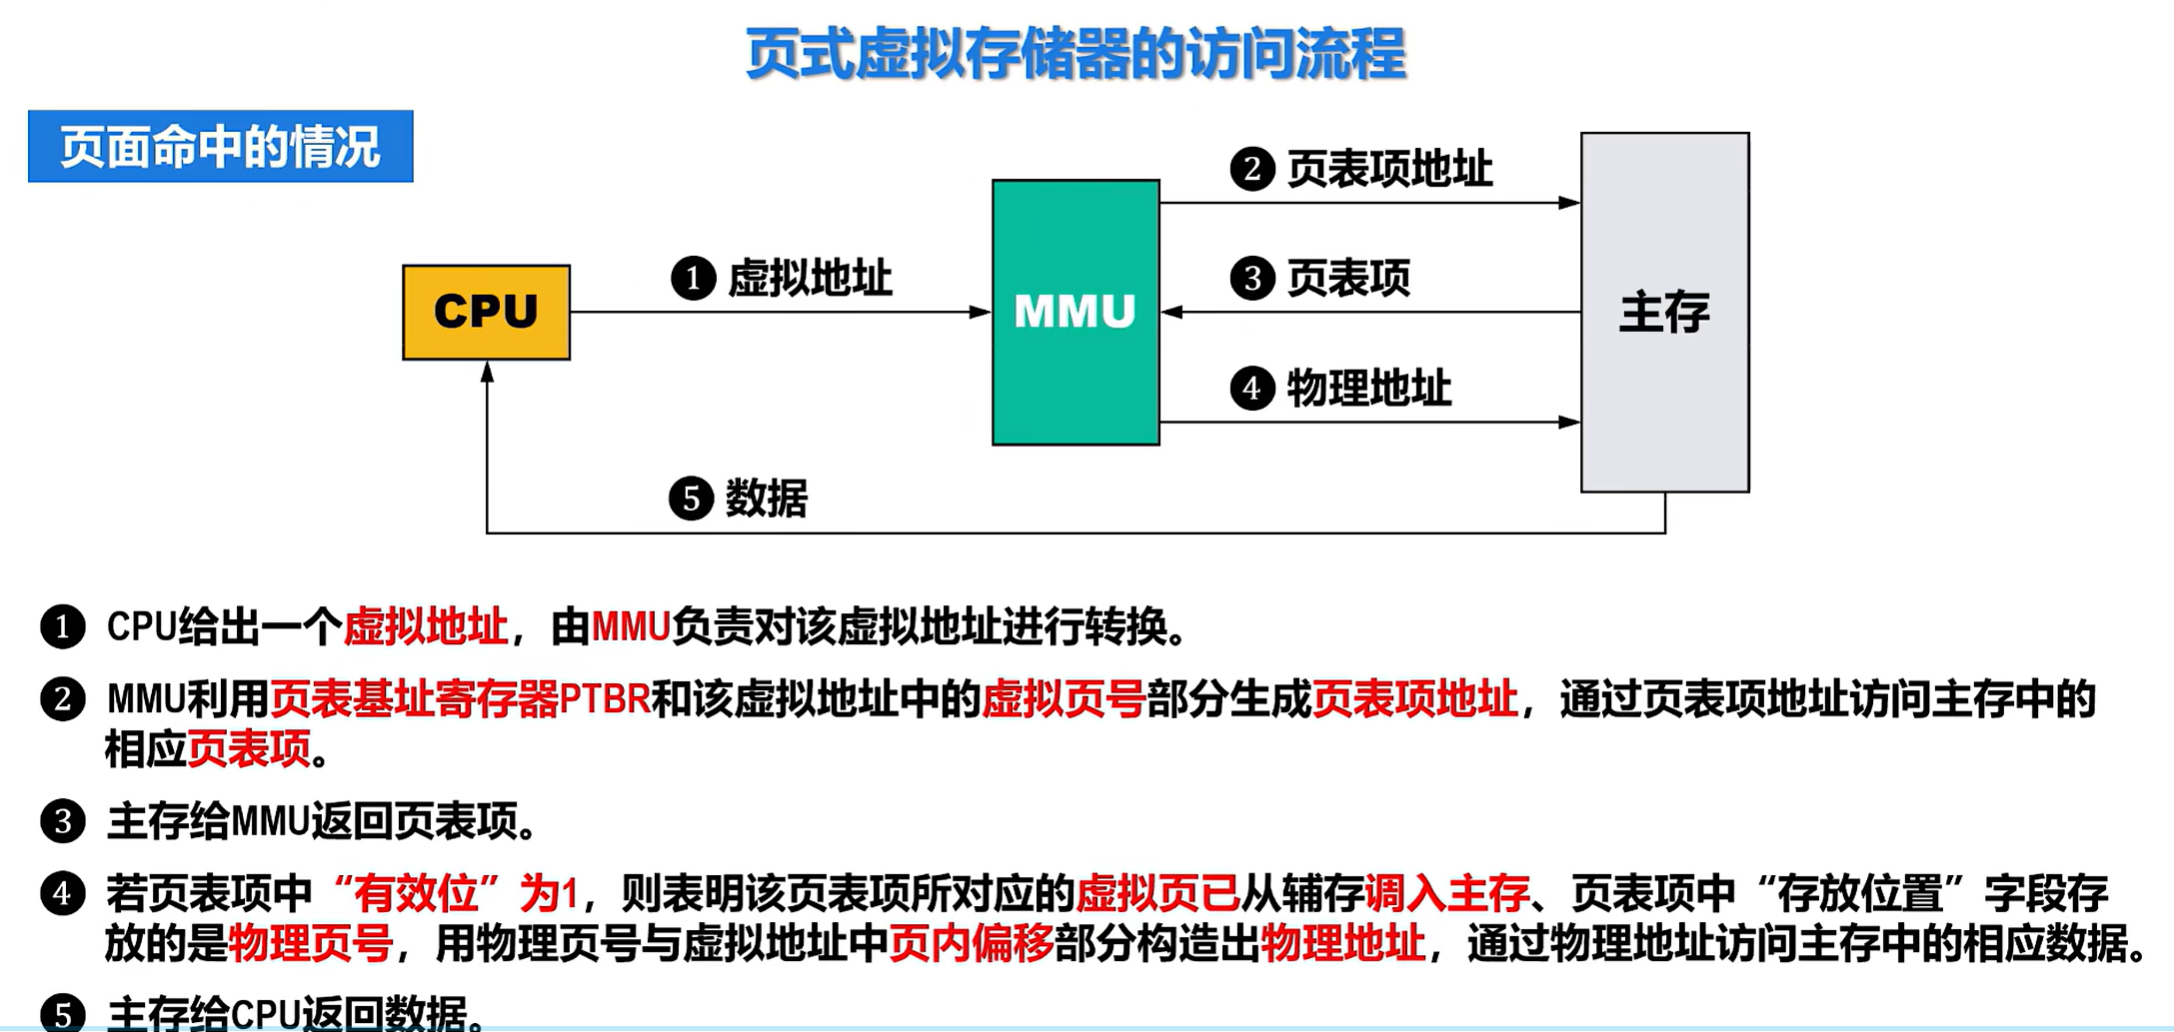 页式虚拟存储器的访问流程
页面命中的情况
❷ 页表项地址
❶ 虚拟地址
❸ 页表项
CPU
MMU
主存
❹ 物理地址
❺ 数据
❶ CPU给出一个虚拟地址，由MMU负责对该虚拟地址进行转换。
❷ MMU利用页表基址寄存器PTBR和该虚拟地址中的虚拟页号部分生成页表项地址，通过页表项地址访问主存中的
相应页表项。
❸ 主存给MMU返回页表项。
❹ 若页表项中“有效位”为1，则表明该页表项所对应的虚拟页已从辅存调入主存、页表项中“存放位置”字段存
放的是物理页号，用物理页号与虚拟地址中页内偏移部分构造出物理地址，通过物理地址访问主存中的相应数据。
❺ 主存给CPU返回数据。